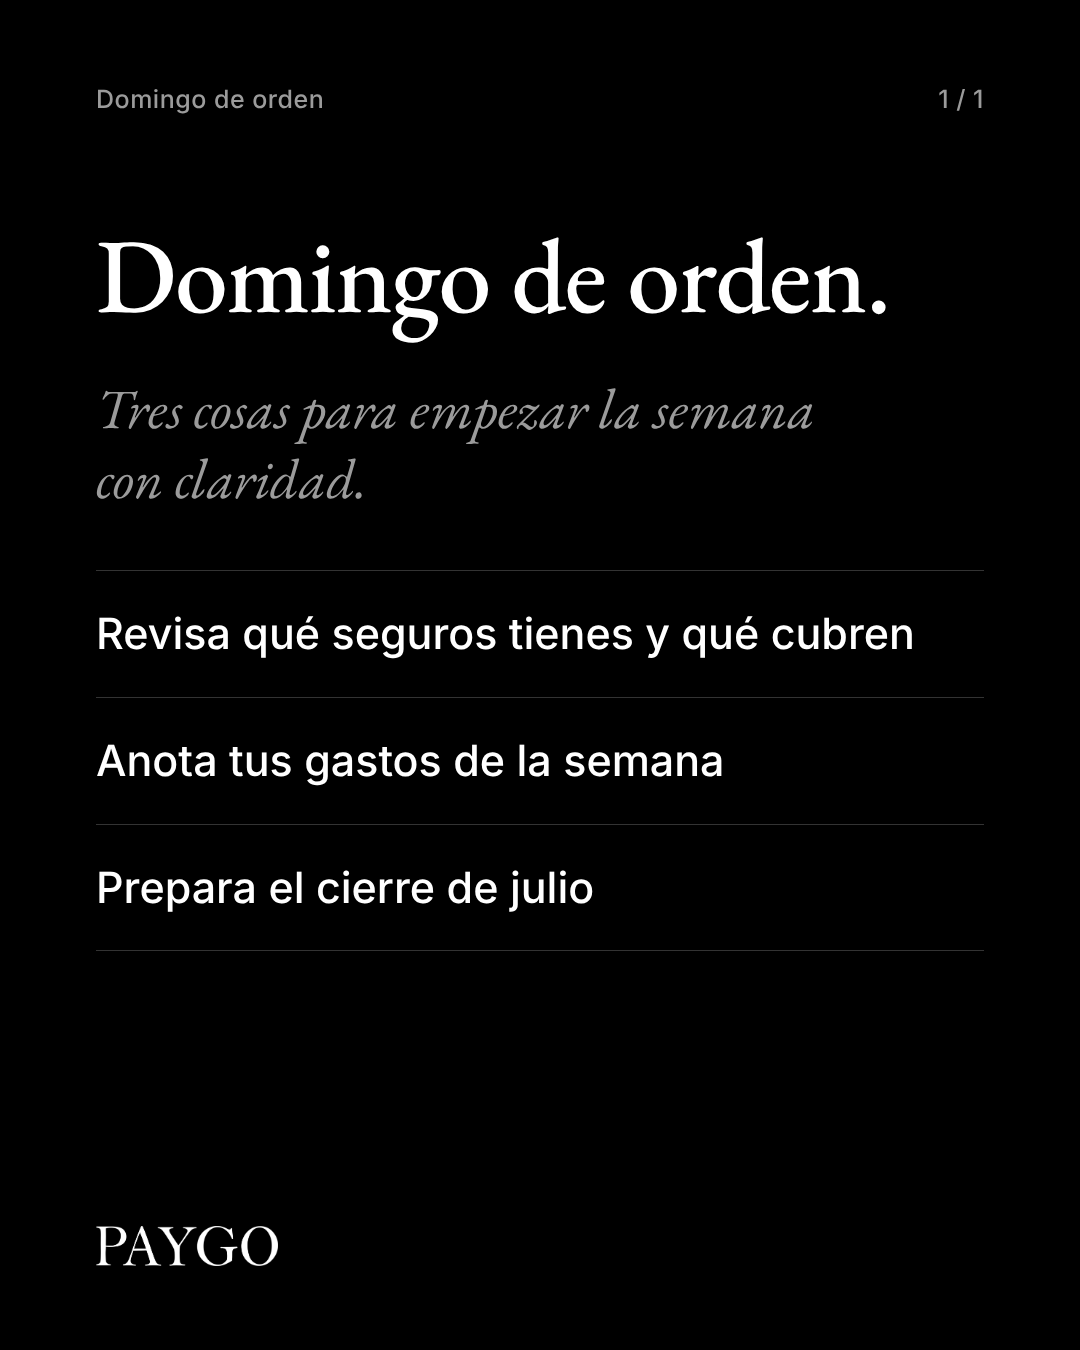 Domingo de orden
1 / 1
Domingo de orden.
Tres cosas para empezar la semana
con claridad.
Revisa qué seguros tienes y qué cubren
Anota tus gastos de la semana
Prepara el cierre de julio
PAYGO